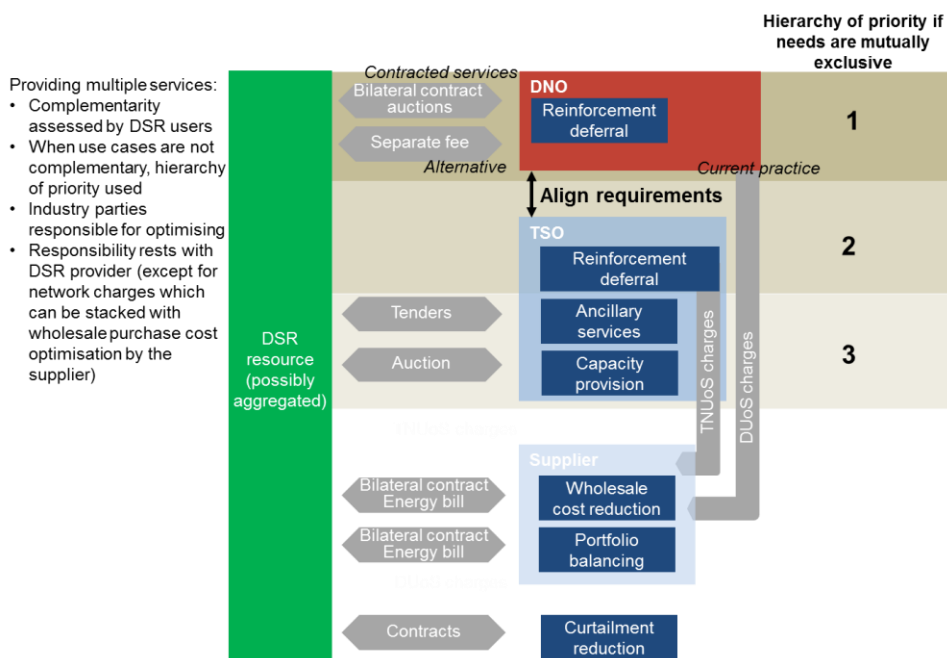 Hierarchy of priority if
needs are mutually
exclusive
Providing multiple services:
• Complementarity
assessed by DSR users
• When use cases are not
complementary, hierarchy
of priority used
• Industry parties
responsible for optimising
• Responsibility rests with
DSR provider (except for
network charges which
can be stacked with
wholesale purchase cost
optimisation by the
supplier)
DSR
resource
(possibly
aggregated)
Contracted services
Bilateral contract
auctions
Separate fee
Alternative
DNO
Reinforcement
deferral
Current practice
1
Align requirements
TSO
Reinforcement
deferral
2
Tenders
Ancillary
services
Auction
Capacity
provision
3
TNUoS charges
DUoS charges
Supplier
Bilateral contract
Energy bill
Wholesale
cost reduction
Bilateral contract
Energy bill
Portfolio
balancing
Contracts
Curtailment
reduction